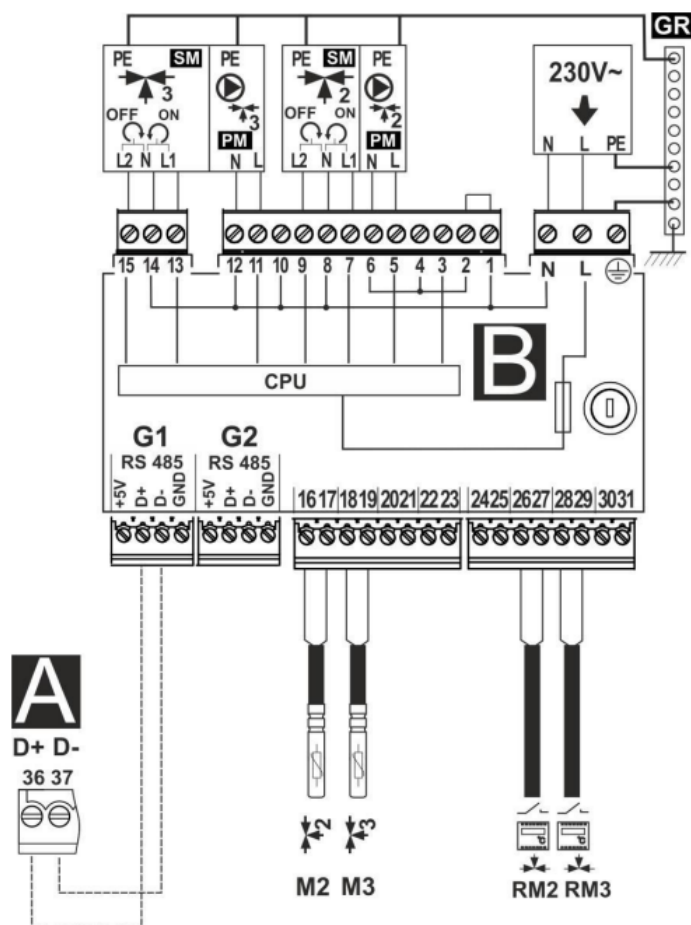 GR
PE SM PE PE SM PE
3 2 230V~
OFF ON 3 OFF ON 2
PM PM N L PE
L2 N L1 N L L2 N L1 N L
15 14 13 12 11 10 9 8 7 6 5 4 3 2 1 N L
B
CPU
G1 G2
RS 485 RS 485
+5V D+ D- GND +5V D+ D- GND
16 17 18 19 20 21 22 23 24 25 26 27 28 29 30 31
A
D+ D-
36 37
2 3
M2 M3 RM2 RM3